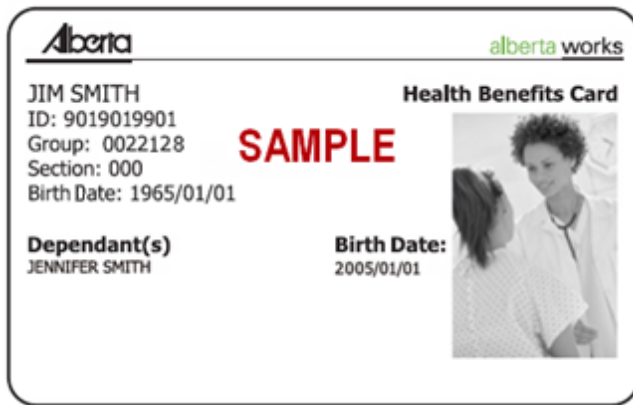 Alberta
alberta works
JIM SMITH
Health Benefits Card
ID: 9019019901
Group: 0022128
SAMPLE
Section: 000
Birth Date: 1965/01/01
Dependant(s)
Birth Date:
JENNIFER SMITH
2005/01/01